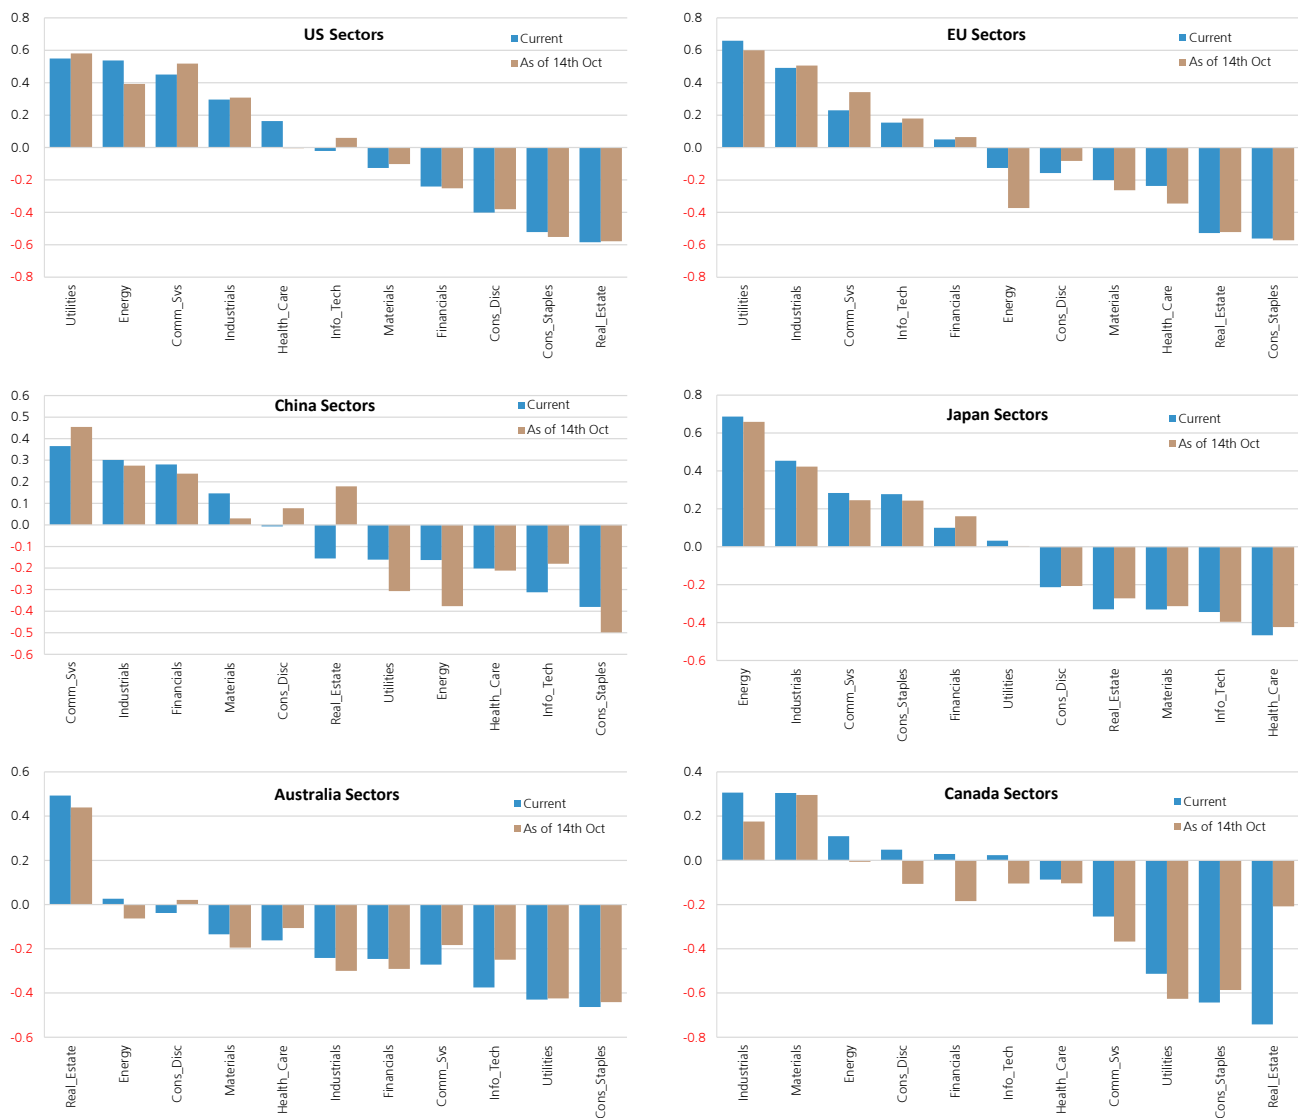 US Sectors
Current
As of 14th Oct
0.8
0.6
0.4
0.2
0.0
-0.2
-0.4
-0.6
-0.8
Utilities
Energy
Comm_Svs
Industrials
Health_Care
Info_Tech
Materials
Financials
Cons_Disc
Cons_Staples
Real_Estate
EU Sectors
Current
As of 14th Oct
0.8
0.6
0.4
0.2
0.0
-0.2
-0.4
-0.6
-0.8
Utilities
Industrials
Comm_Svs
Info_Tech
Financials
Energy
Cons_Disc
Materials
Health_Care
Real_Estate
Cons_Staples
China Sectors
Current
As of 14th Oct
0.6
0.5
0.4
0.3
0.2
0.1
0.0
-0.1
-0.2
-0.3
-0.4
-0.5
-0.6
Comm_Svs
Industrials
Financials
Materials
Cons_Disc
Real_Estate
Utilities
Energy
Health_Care
Info_Tech
Cons_Staples
Japan Sectors
Current
As of 14th Oct
0.8
0.6
0.4
0.2
0.0
-0.2
-0.4
-0.6
Energy
Industrials
Comm_Svs
Cons_Staples
Financials
Utilities
Cons_Disc
Real_Estate
Materials
Info_Tech
Health_Care
Australia Sectors
Current
As of 14th Oct
0.6
0.4
0.2
0.0
-0.2
-0.4
-0.6
Real_Estate
Energy
Cons_Disc
Materials
Health_Care
Industrials
Financials
Comm_Svs
Info_Tech
Utilities
Cons_Staples
Canada Sectors
Current
As of 14th Oct
0.4
0.2
0.0
-0.2
-0.4
-0.6
-0.8
Industrials
Materials
Energy
Cons_Disc
Financials
Info_Tech
Health_Care
Comm_Svs
Utilities
Cons_Staples
Real_Estate